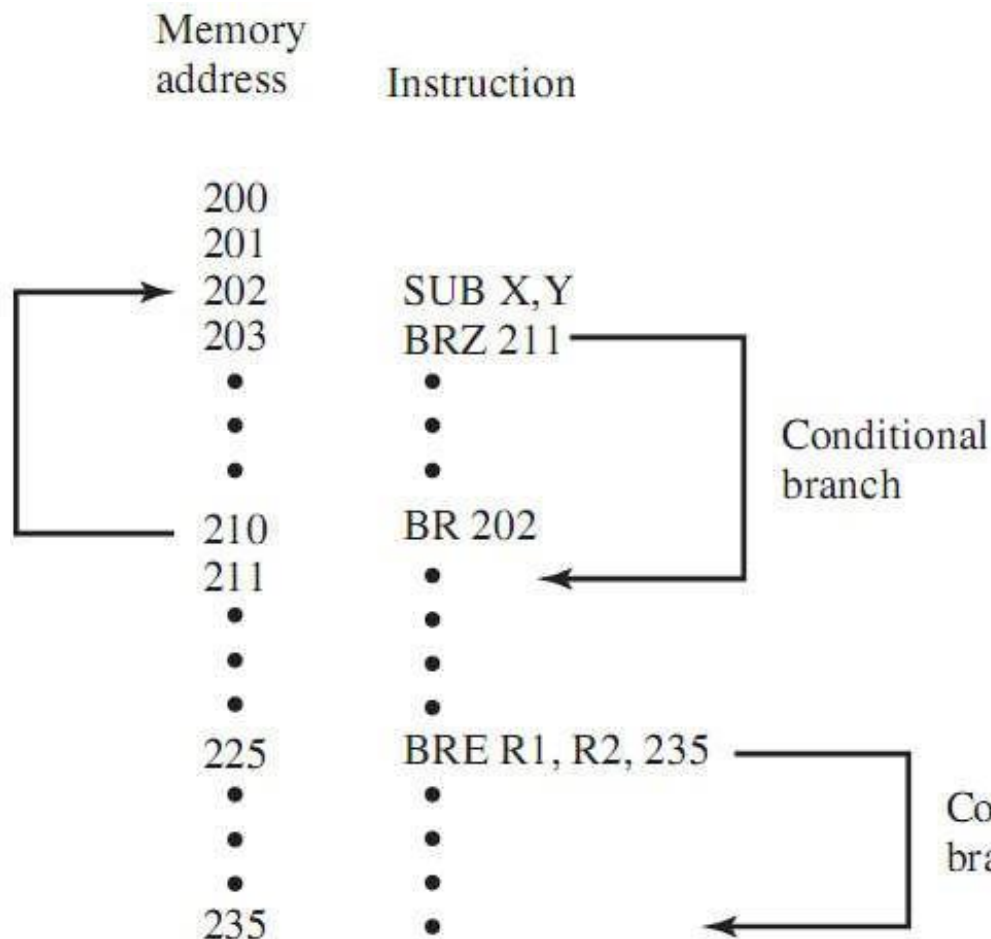 Memory
address
Instruction
200
201
202 SUB X,Y
203 BRZ 211
Conditional
branch
210 BR 202
211
225 BRE R1, R2, 235
235